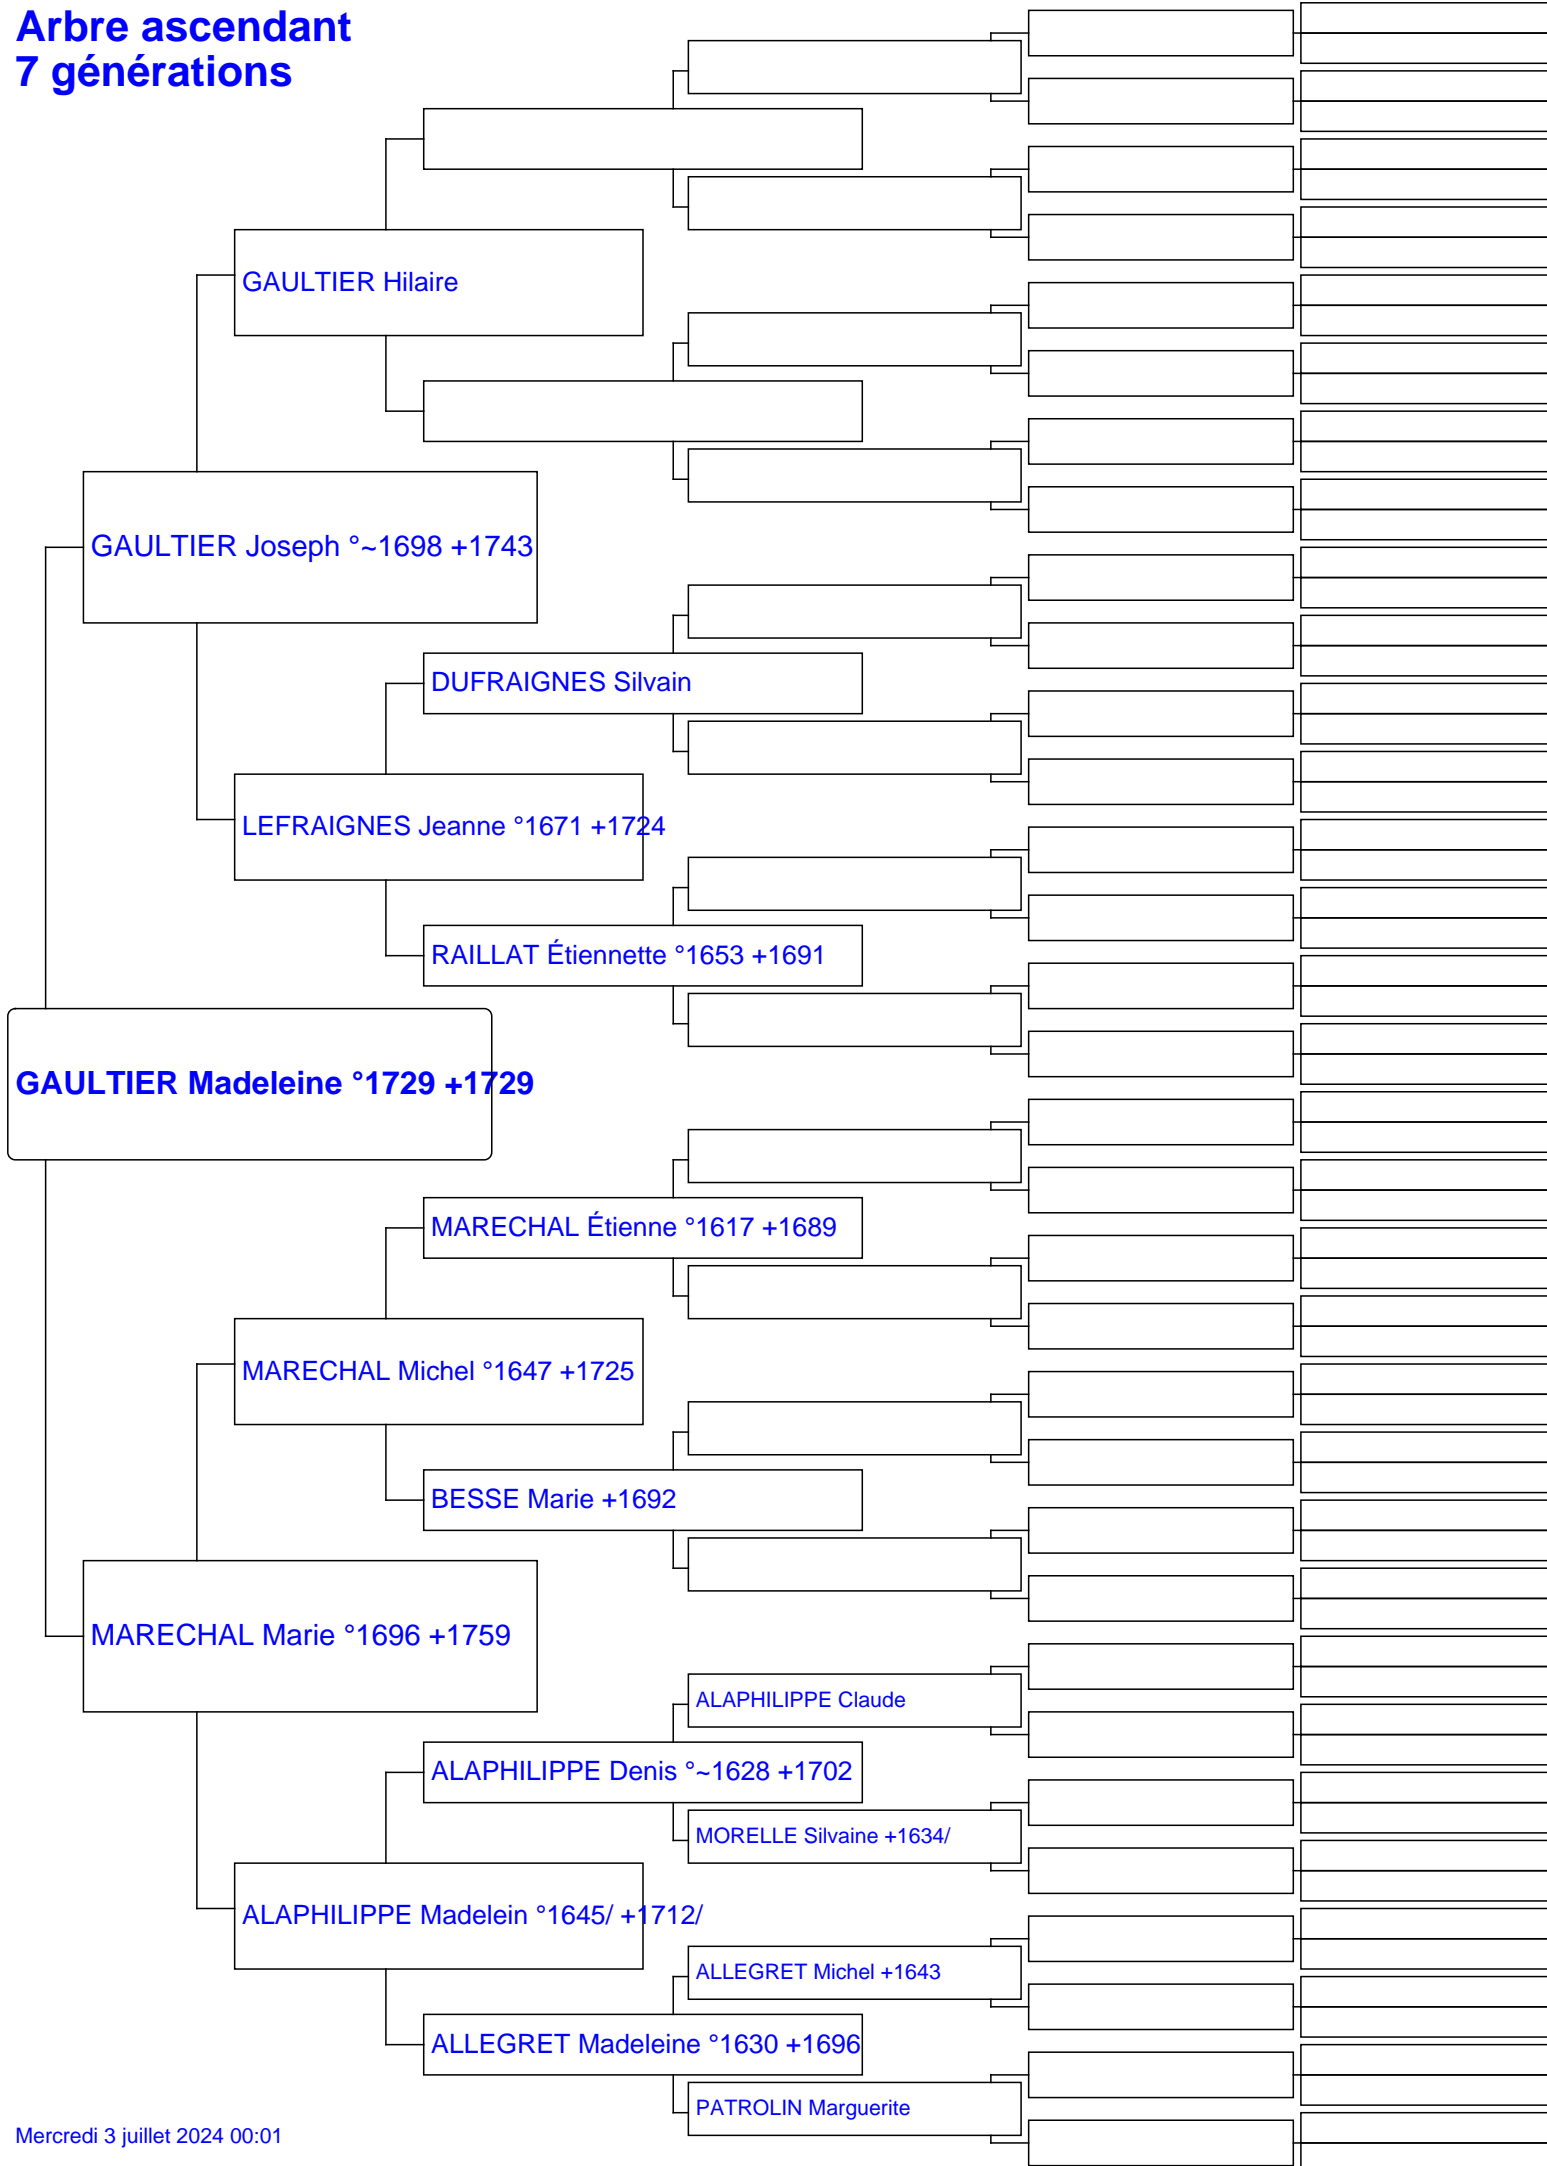 Arbre ascendant
7 générations
GAULTIER Hilaire
GAULTIER Joseph °~1698 +1743
DUFRAIGNES Silvain
LEFRAIGNES Jeanne °1671 +1724
RAILLAT Étiennette °1653 +1691
GAULTIER Madeleine °1729 +1729
MARECHAL Étienne °1617 +1689
MARECHAL Michel °1647 +1725
BESSE Marie +1692
MARECHAL Marie °1696 +1759
ALAPHILIPPE Claude
ALAPHILIPPE Denis °~1628 +1702
MORELLE Silvaine +1634/
ALAPHILIPPE Madelein °1645/ +1712/
ALLEGRET Michel +1643
ALLEGRET Madeleine °1630 +1696
PATROLIN Marguerite
Mercredi 3 juillet 2024 00:01